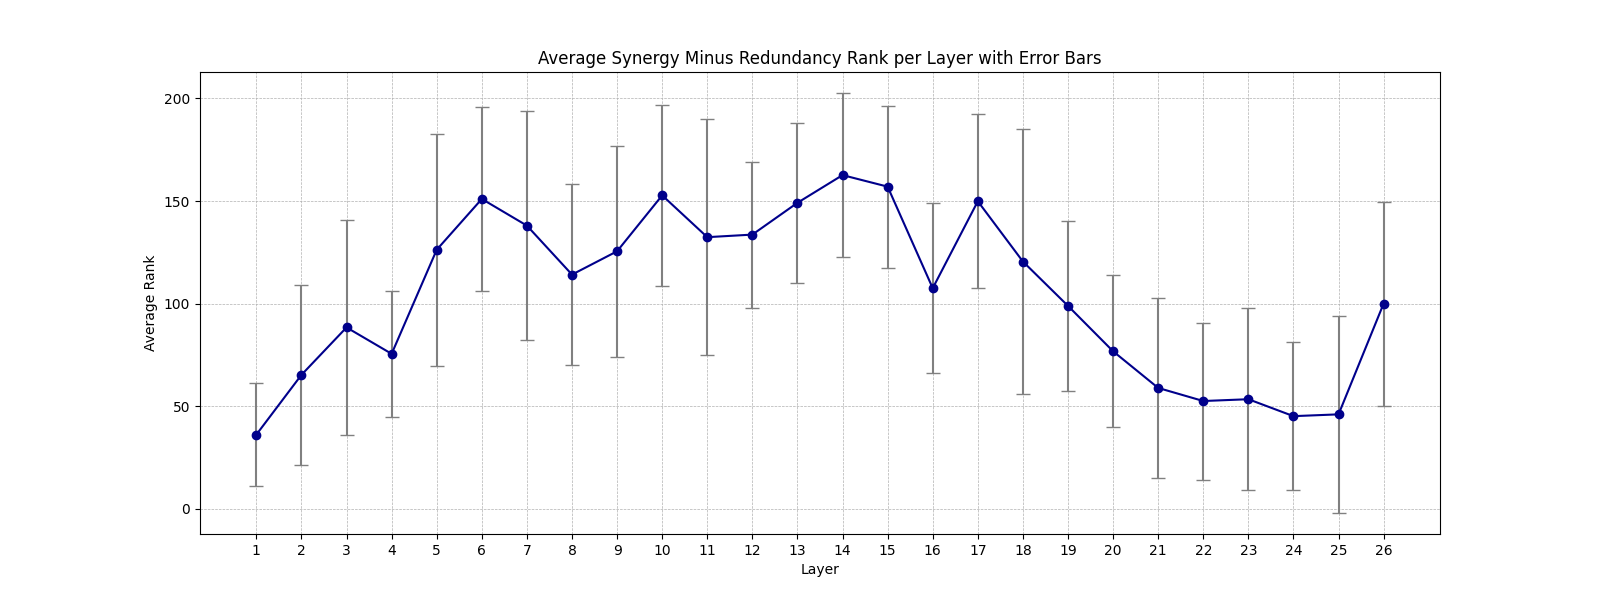 Average Synergy Minus Redundancy Rank per Layer with Error Bars
200
150
100
50
0
Average Rank
1 2 3 4 5 6 7 8 9 10 11 12 13 14 15 16 17 18 19 20 21 22 23 24 25 26
Layer